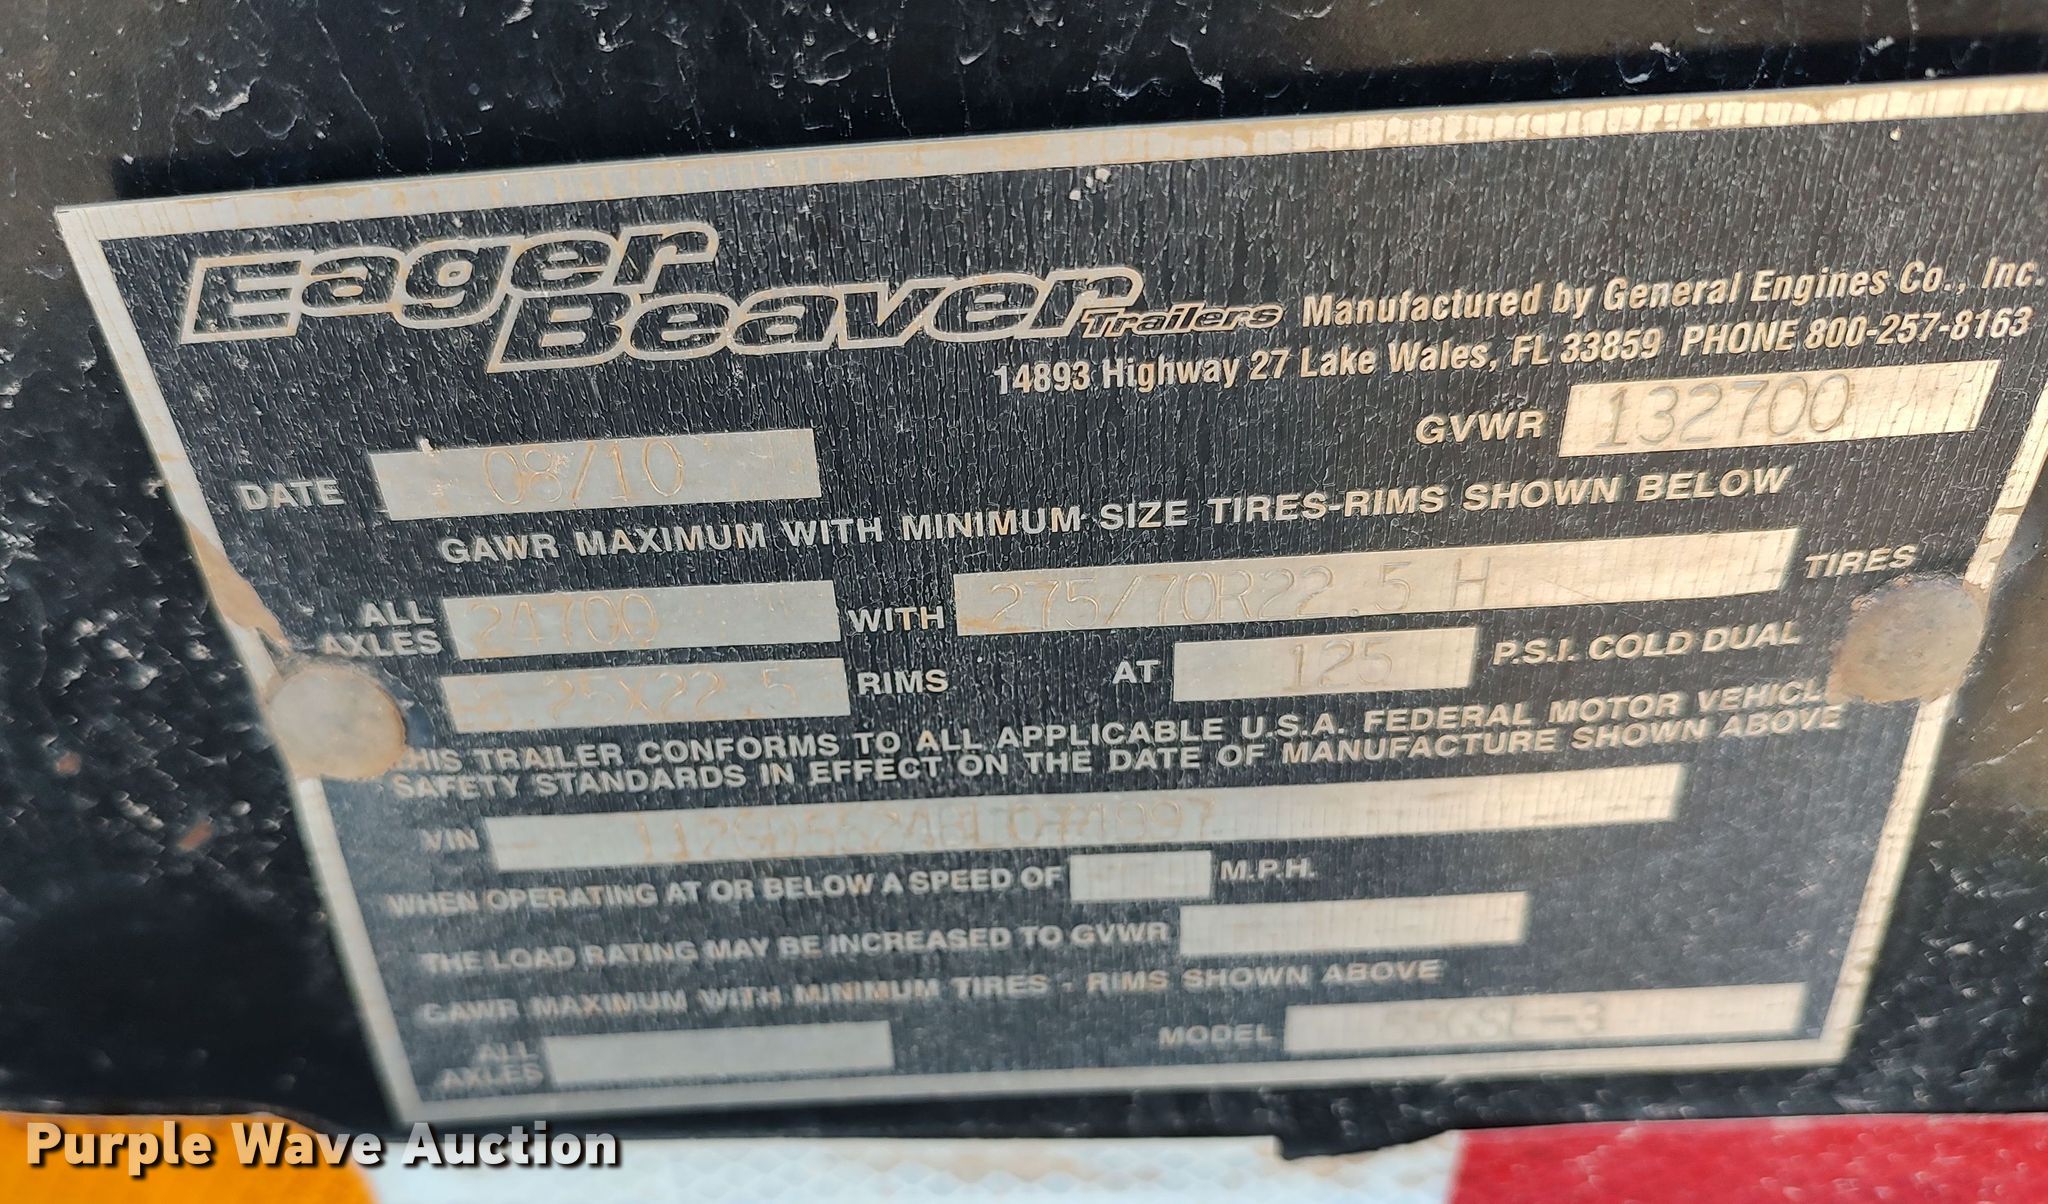 Eager Beaver Trailers Manufactured by General Engines Co., Inc.
14893 Highway 27 Lake Wales, FL 33859 PHONE 800-257-8163
GVWR 132700
DATE 08/10
GAWR MAXIMUM WITH MINIMUM SIZE TIRES-RIMS SHOWN BELOW
ALL AXLES 24700 WITH 275/70R22.5 H TIRES
8.25X22.5 RIMS AT 125 P.S.I. COLD DUAL
THIS TRAILER CONFORMS TO ALL APPLICABLE U.S.A. FEDERAL MOTOR VEHICLE
SAFETY STANDARDS IN EFFECT ON THE DATE OF MANUFACTURE SHOWN ABOVE
VIN
WHEN OPERATING AT OR BELOW A SPEED OF M.P.H.
THE LOAD RATING MAY BE INCREASED TO GVWR
GAWR MAXIMUM WITH MINIMUM TIRES - RIMS SHOWN ABOVE
ALL AXLES MODEL 55GSL-3
Purple Wave Auction